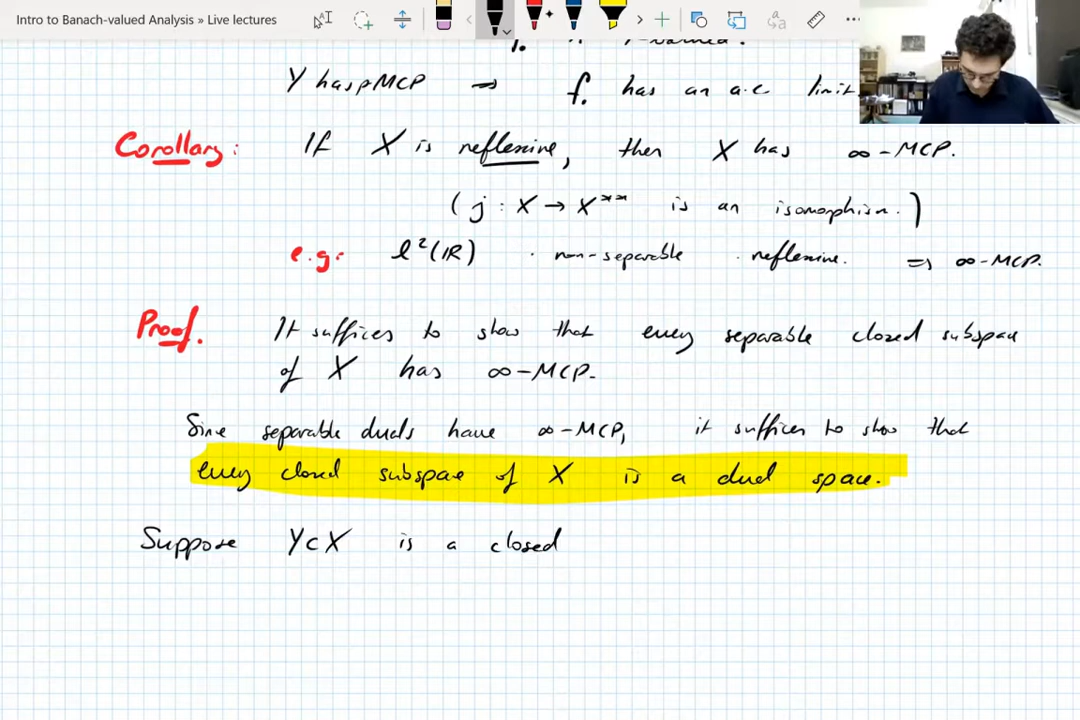 Intro to Banach-valued Analysis » Live lectures
Y has pMCP → f. has an a.e limit
Corollary: If X is reflexive, then X has ∞-MCP.
(j: X → X** is an isomorphism.)
e.g: ℓ²(ℝ) · non-separable · reflexive. ⇒ ∞-MCP.
Proof. It suffices to show that every separable closed subspace
of X has ∞-MCP.
Since separable duals have ∞-MCP, it suffices to show that
every closed subspace of X is a dual space.
Suppose Y⊂X is a closed